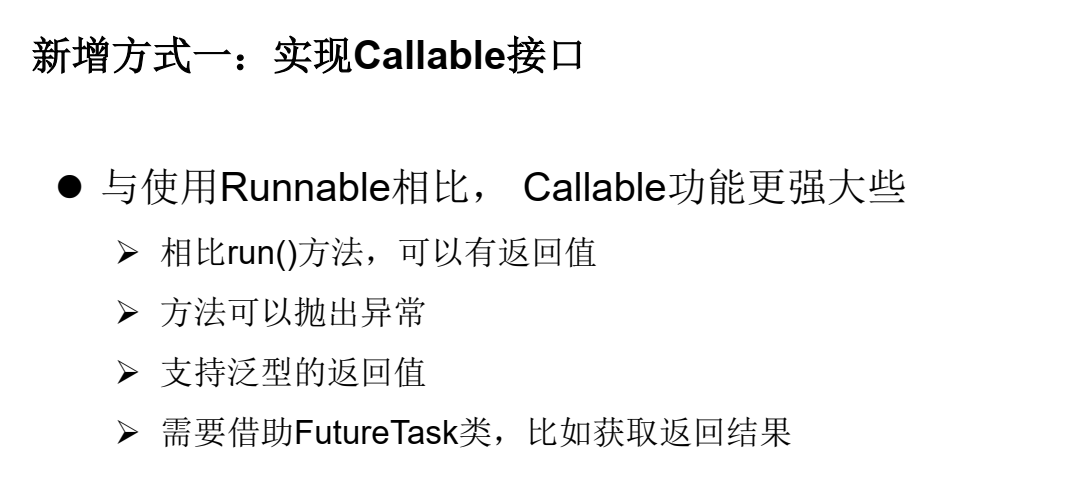 新增方式一：实现Callable接口
● 与使用Runnable相比， Callable功能更强大些
➢ 相比run()方法，可以有返回值
➢ 方法可以抛出异常
➢ 支持泛型的返回值
➢ 需要借助FutureTask类，比如获取返回结果